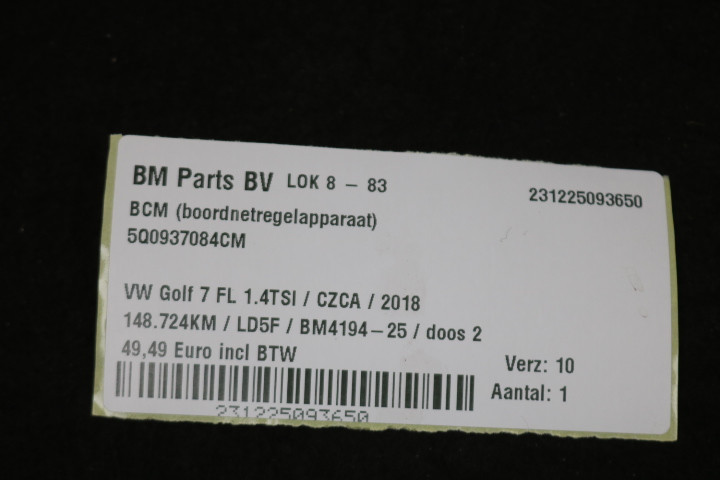 BM Parts BV LOK 8 - 83
231225093650
BCM (boordnetregelapparaat)
5Q0937084CM
VW Golf 7 FL 1.4TSI / CZCA / 2018
148.724KM / LD5F / BM4194-25 / doos 2
49,49 Euro incl BTW
Verz: 10
Aantal: 1
231225093650